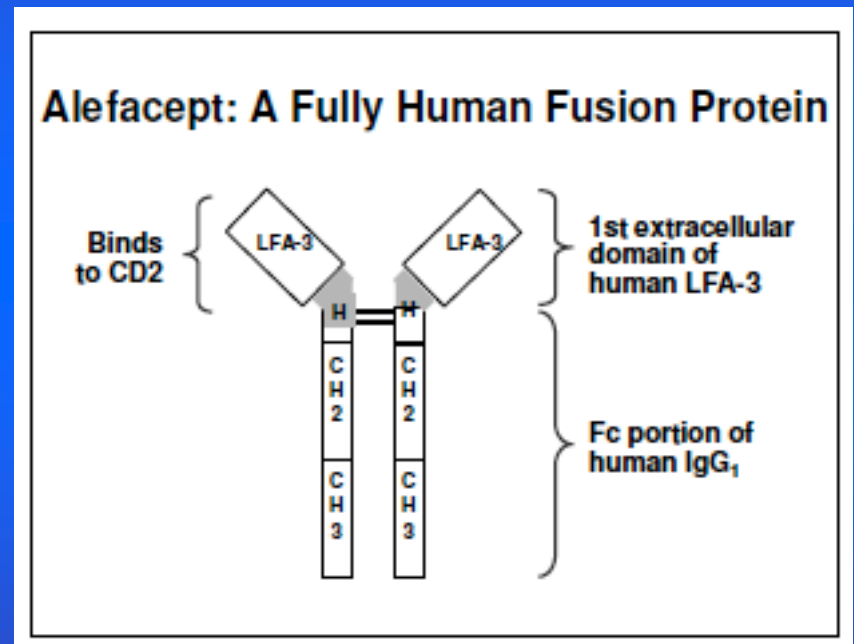 Alefacept: A Fully Human Fusion Protein
Binds
to CD2
LFA-3
LFA-3
1st extracellular
domain of
human LFA-3
H
H
C
H
2
C
H
2
C
H
3
C
H
3
Fc portion of
human IgG₁